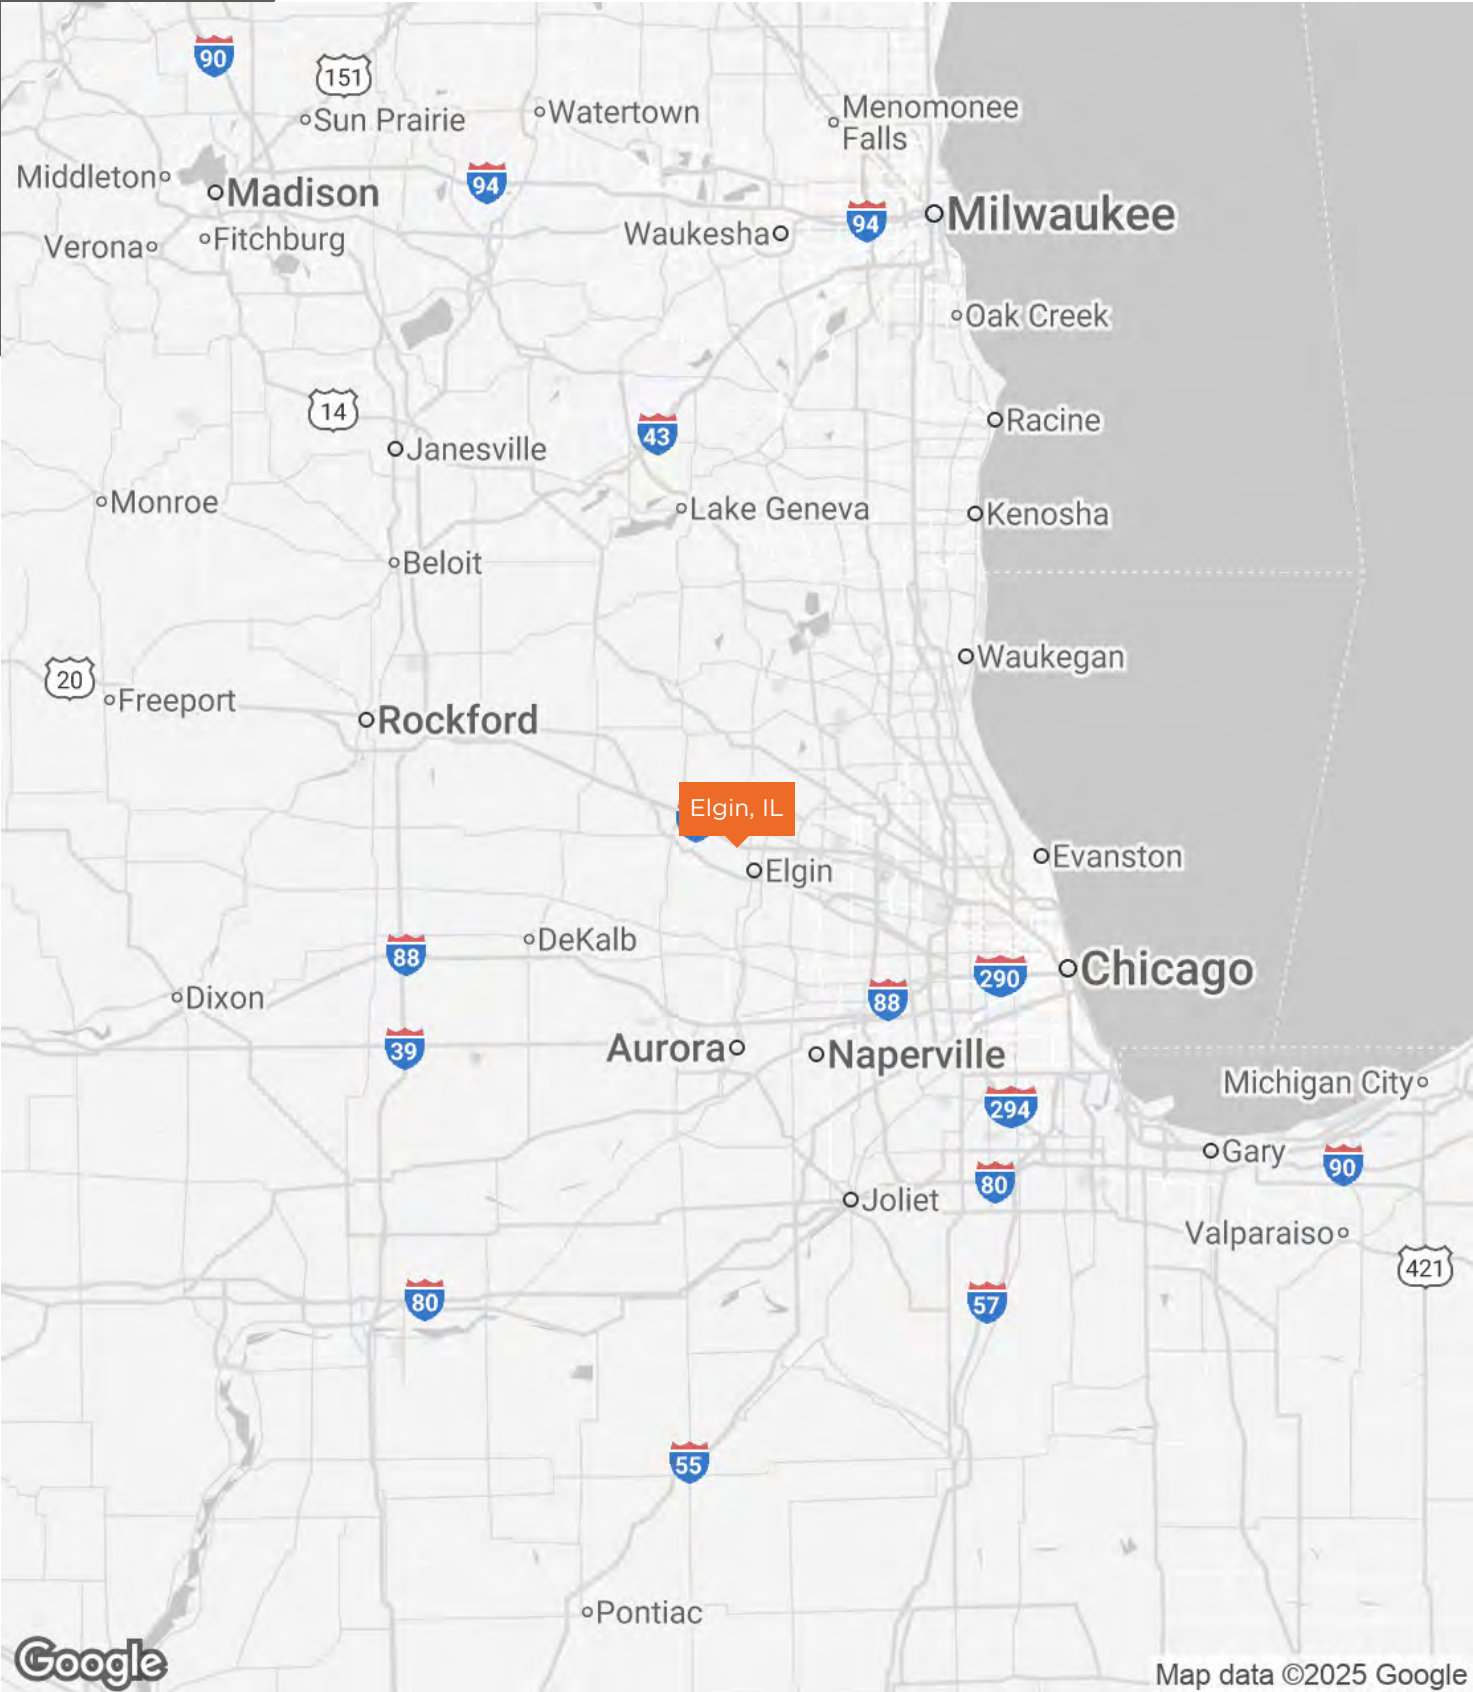 90
151
Sun Prairie
Watertown
Menomonee
Falls
Middleton
Madison
94
94
Milwaukee
Verona
Fitchburg
Waukesha
Oak Creek
14
43
Racine
Janesville
Monroe
Lake Geneva
Kenosha
Beloit
Waukegan
20
Freeport
Rockford
Elgin, IL
Evanston
Elgin
DeKalb
88
Chicago
290
Dixon
88
39
Aurora
Naperville
Michigan City
294
Gary
90
80
Joliet
Valparaiso
421
80
57
55
Pontiac
Google
Map data ©2025 Google